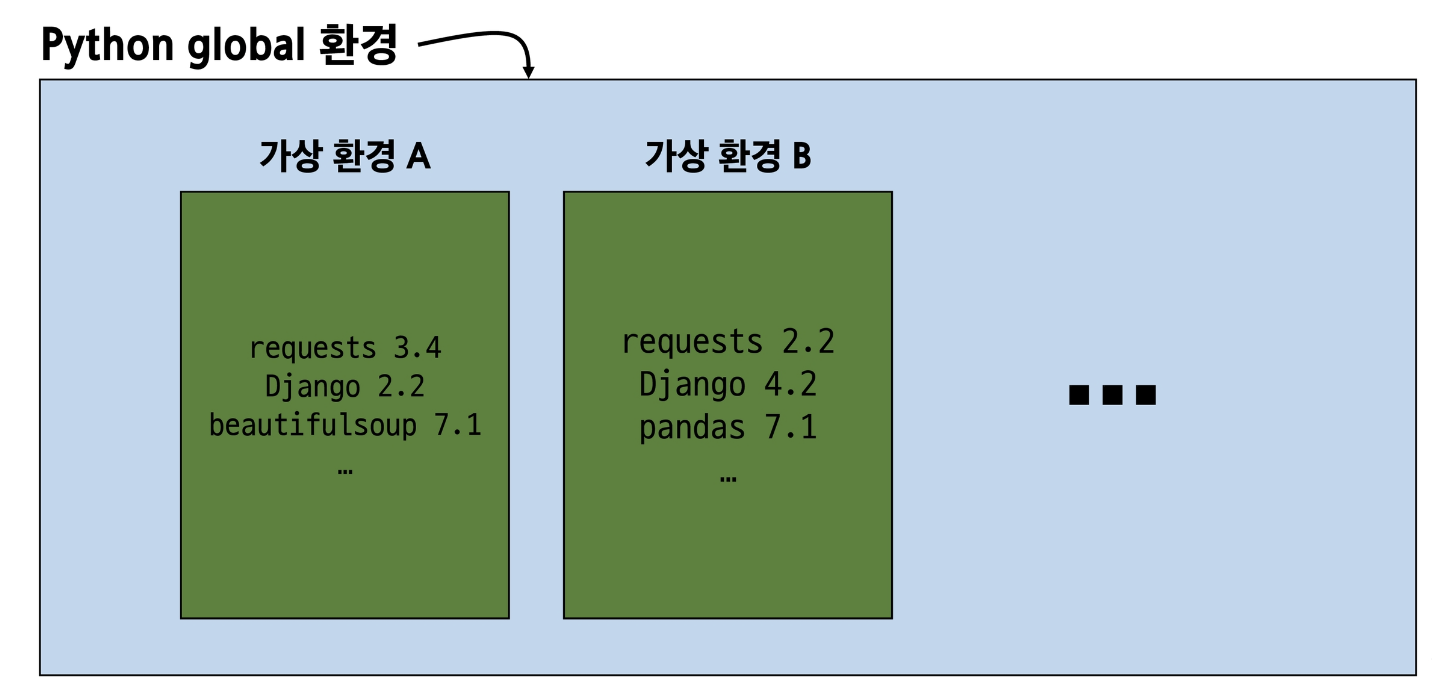 Python global 환경
가상 환경 A
requests 3.4
Django 2.2
beautifulsoup 7.1
…
가상 환경 B
requests 2.2
Django 4.2
pandas 7.1
…
…